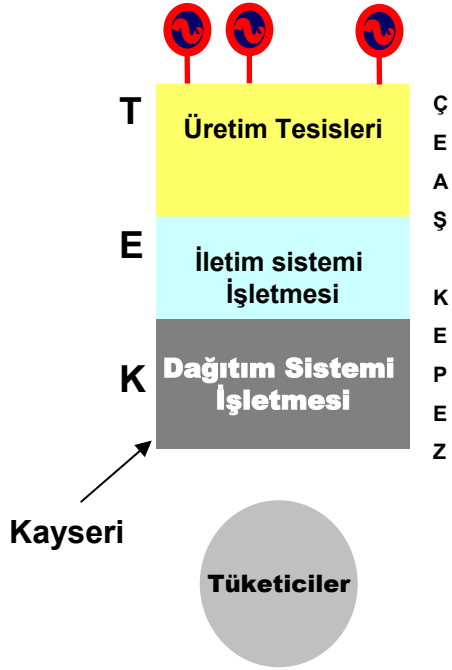 T
E
K
Üretim Tesisleri
İletim sistemi
İşletmesi
Dağıtım Sistemi
İşletmesi
Ç
E
A
Ş
K
E
P
E
Z
Kayseri
Tüketiciler